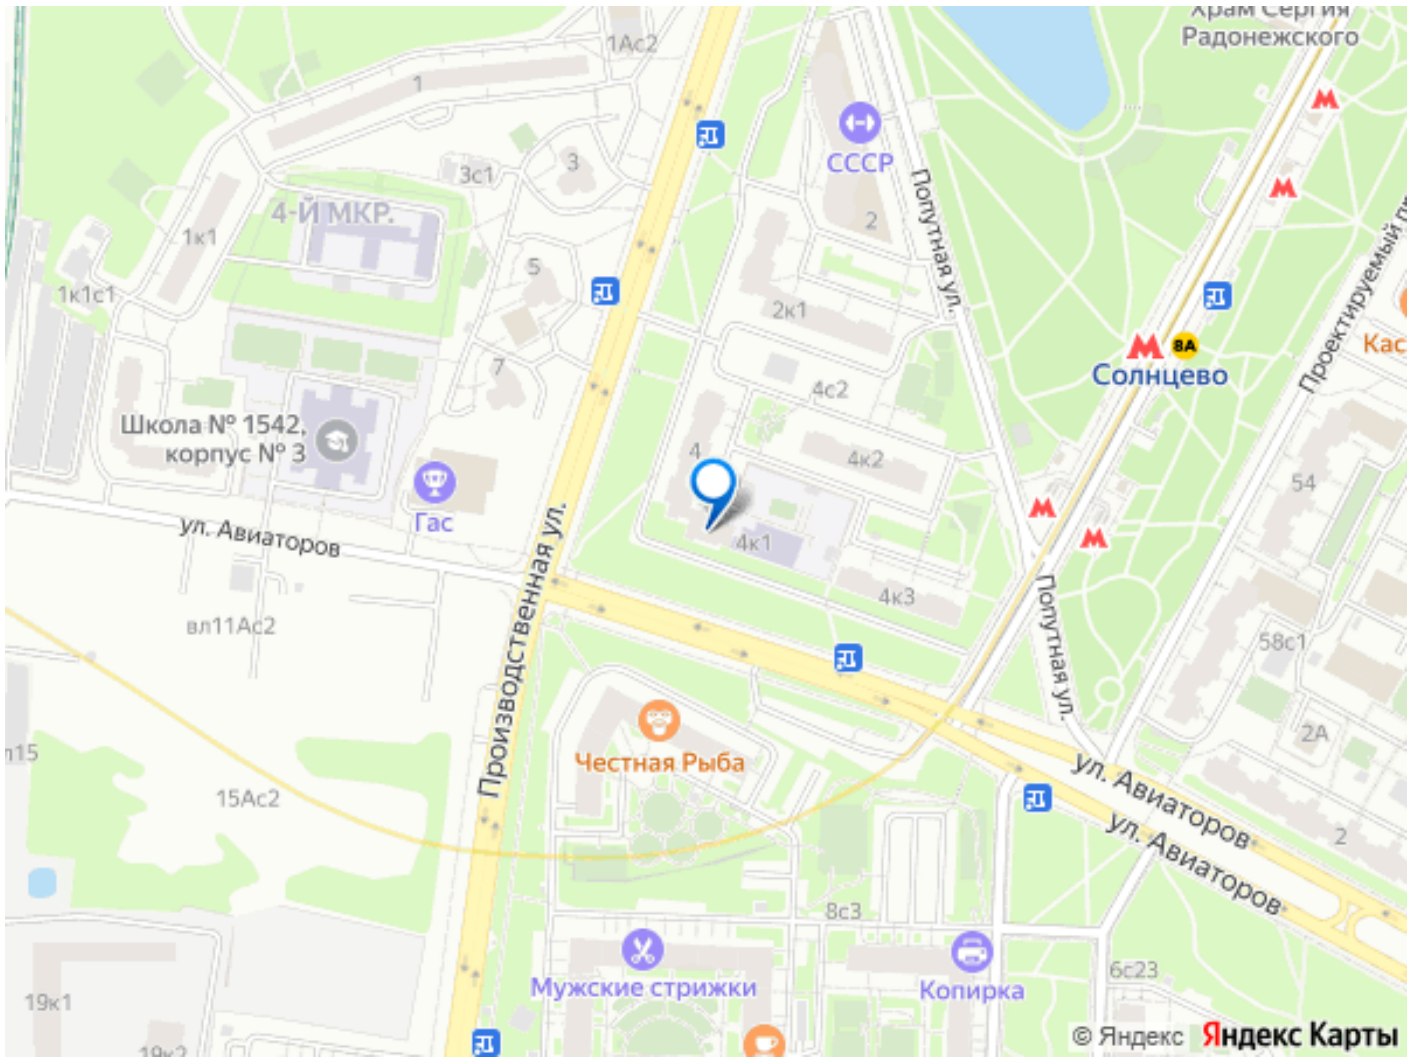 Храм Сергия
Радонежского
1Ас2
1
СССР
3с1
3
4-Й МКР.
Попутная ул.
2
1к1
5
1к1с1
2к1
8А
Солнцево
Кас
7
4с2
Школа № 1542,
корпус № 3
4
4к2
54
Гас
ул. Авиаторов
4к1
Производственная ул.
4к3
Попутная ул.
вл11Ас2
58с1
2А
Честная Рыба
15Ас2
ул. Авиаторов
ул. Авиаторов
2
8с3
Мужские стрижки
Копирка
6с23
19к1
19к2
© Яндекс Яндекс Карты